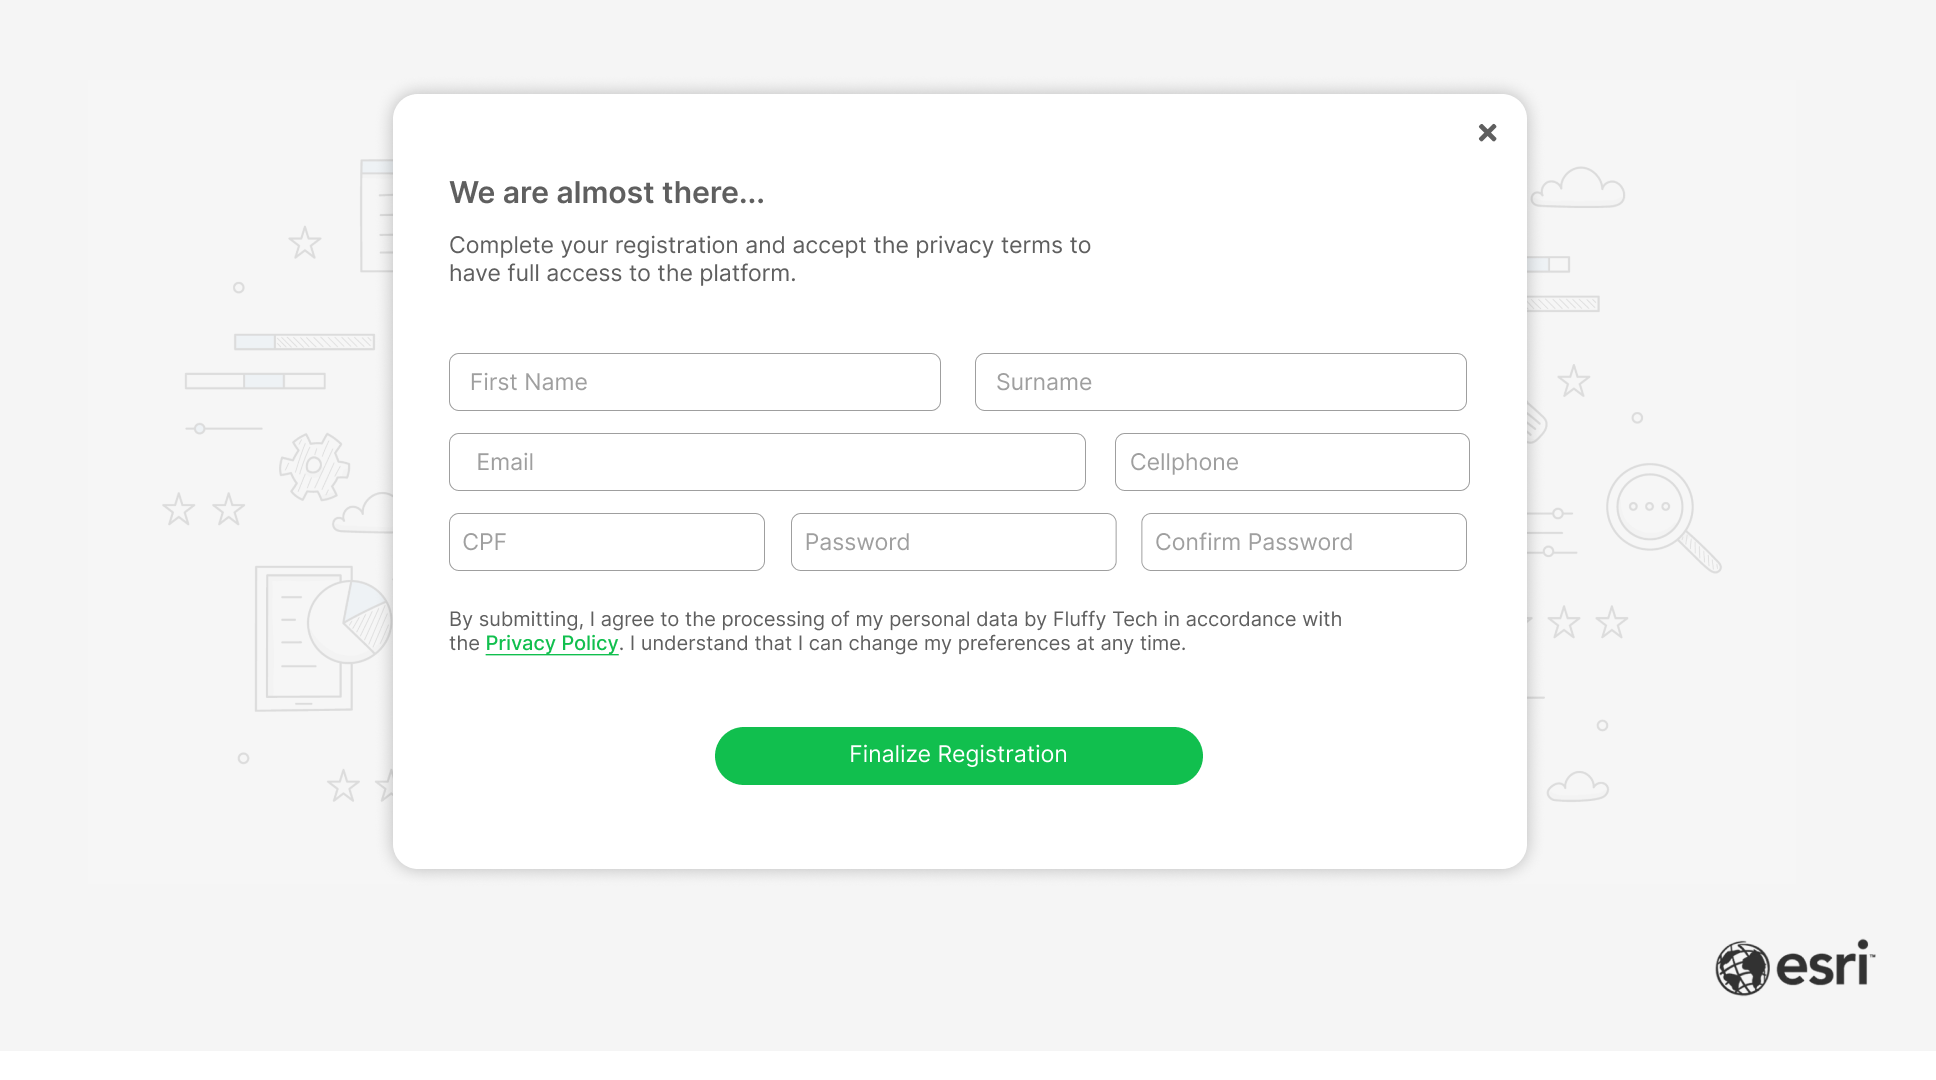 We are almost there...
Complete your registration and accept the privacy terms to
have full access to the platform.
First Name
Surname
Email
Cellphone
CPF
Password
Confirm Password
By submitting, I agree to the processing of my personal data by Fluffy Tech in accordance with
the Privacy Policy. I understand that I can change my preferences at any time.
Finalize Registration
esri™